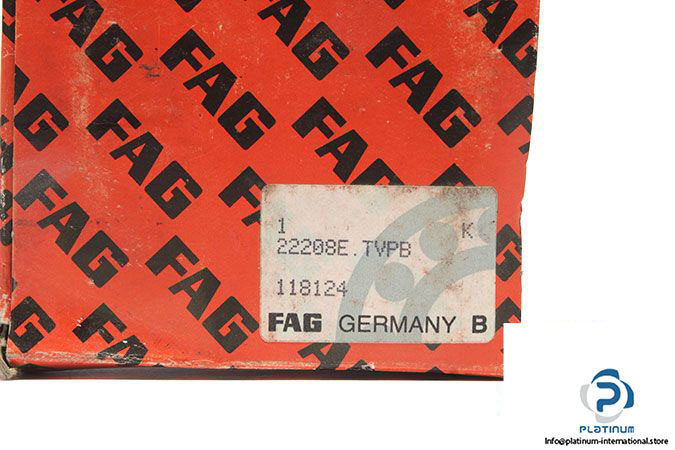 FAG FAG FAG
FAG FAG FAG
FAG FAG
1 K
22208E.TVPB
118124
FAG GERMANY B
PLATINUM
Info@platinum-international.store